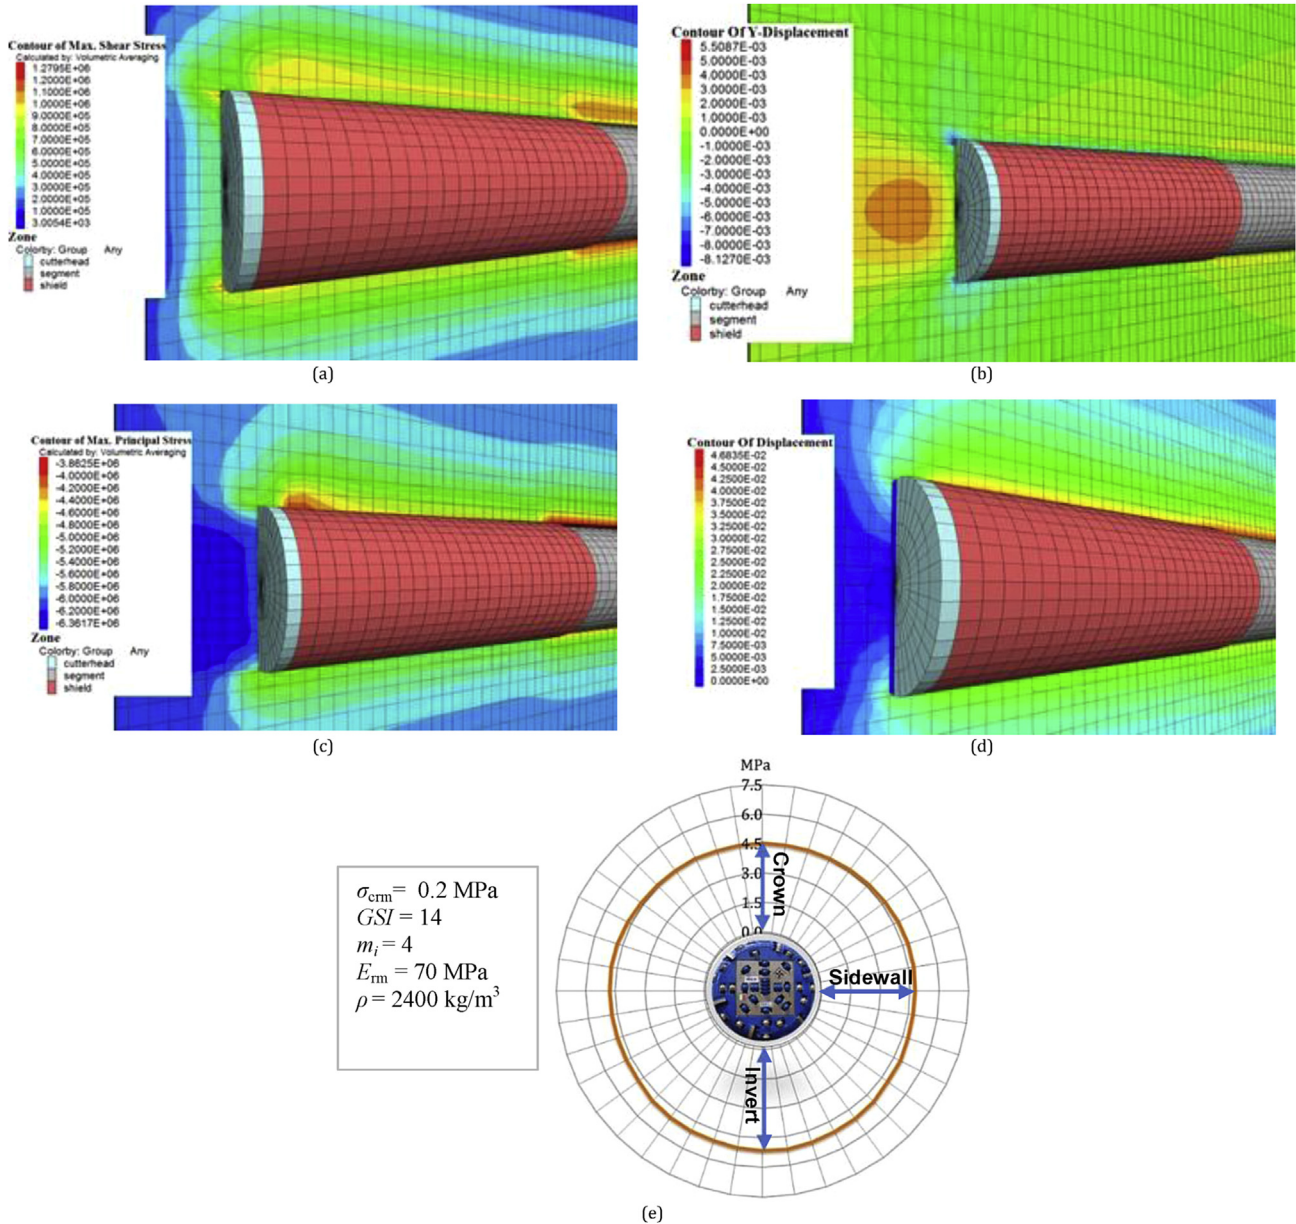 Contour of Max. Shear Stress
Calculated by: Volumetric Averaging
1.2795E+06
1.2000E+06
1.1000E+06
1.0000E+06
9.0000E+05
8.0000E+05
7.0000E+05
6.0000E+05
5.0000E+05
4.0000E+05
3.0000E+05
2.0000E+05
1.0000E+05
3.0054E+03
Zone
Colorby: Group Any
cutterhead
segment
shield
(a)
Contour Of Y-Displacement
5.5087E-03
5.0000E-03
4.0000E-03
3.0000E-03
2.0000E-03
1.0000E-03
0.0000E+00
-1.0000E-03
-2.0000E-03
-3.0000E-03
-4.0000E-03
-5.0000E-03
-6.0000E-03
-7.0000E-03
-8.0000E-03
-8.1270E-03
Zone
Colorby: Group Any
cutterhead
segment
shield
(b)
Contour of Max. Principal Stress
Calculated by: Volumetric Averaging
-3.8625E+06
-4.0000E+06
-4.2000E+06
-4.4000E+06
-4.6000E+06
-4.8000E+06
-5.0000E+06
-5.2000E+06
-5.4000E+06
-5.6000E+06
-5.8000E+06
-6.0000E+06
-6.2000E+06
-6.3617E+06
Zone
Colorby: Group Any
cutterhead
segment
shield
(c)
Contour Of Displacement
4.6835E-02
4.5000E-02
4.2500E-02
4.0000E-02
3.7500E-02
3.5000E-02
3.2500E-02
3.0000E-02
2.7500E-02
2.5000E-02
2.2500E-02
2.0000E-02
1.7500E-02
1.5000E-02
1.2500E-02
1.0000E-02
7.5000E-03
5.0000E-03
2.5000E-03
0.0000E+00
Zone
Colorby: Group Any
cutterhead
segment
shield
(d)
σcrm= 0.2 MPa
GSI = 14
mi = 4
Erm = 70 MPa
ρ = 2400 kg/m³
MPa
7.5
6.0
4.5
3.0
1.5
0.0
Crown
Sidewall
Invert
(e)